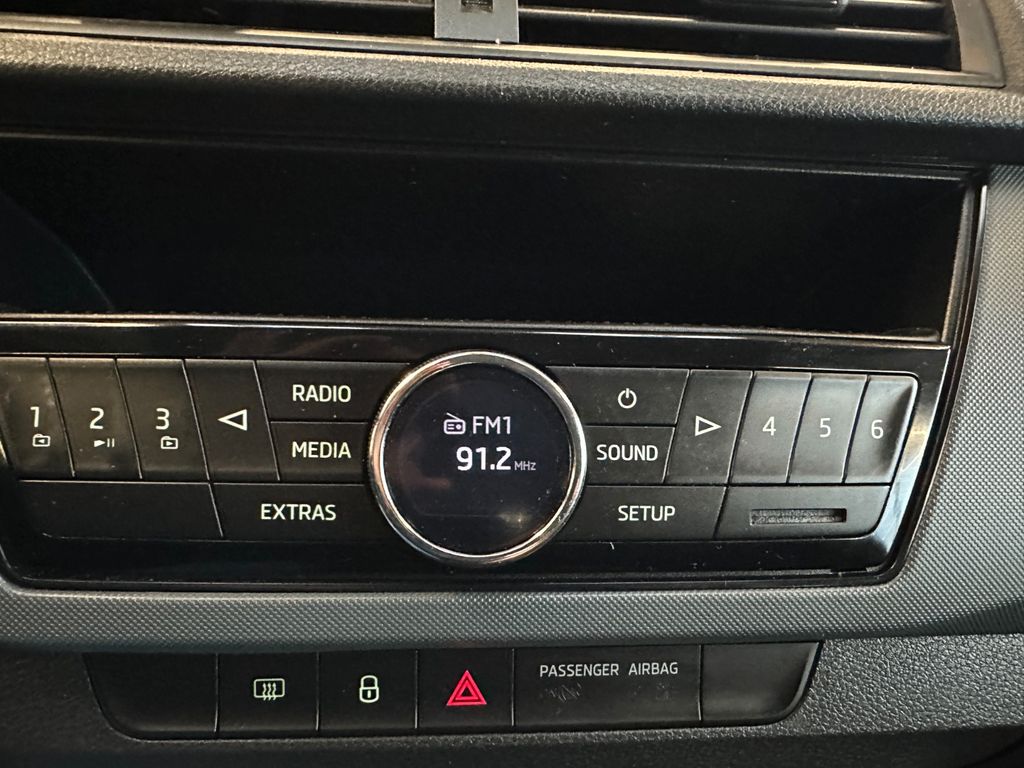 RADIO
1 2 3
MEDIA
EXTRAS
FM1
91.2 MHz
SOUND
4 5 6
SETUP
PASSENGER AIRBAG